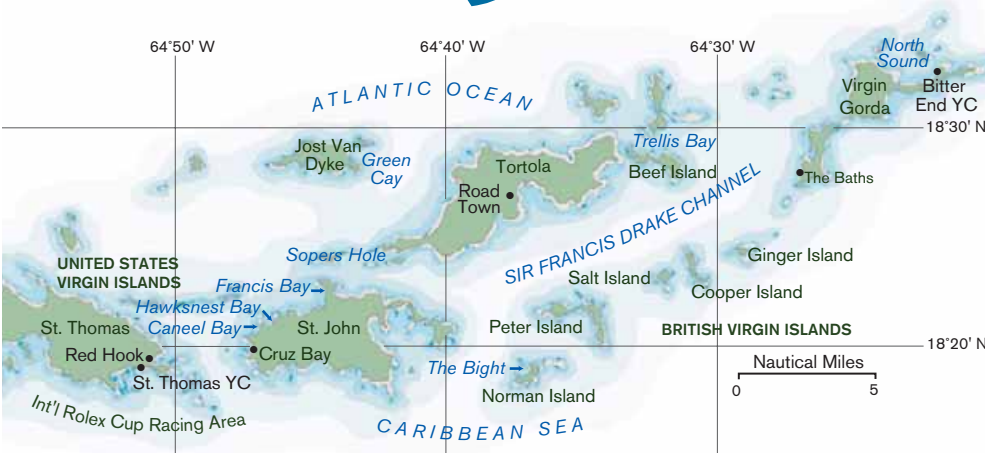 64°50' W
64°40' W
64°30' W
ATLANTIC OCEAN
North
Sound
Virgin
Gorda
Bitter
End YC
18°30' N
Jost Van
Dyke
Green
Cay
Trellis Bay
Tortola
Beef Island
The Baths
Road
Town
SIR FRANCIS DRAKE CHANNEL
Sopers Hole
Ginger Island
UNITED STATES
VIRGIN ISLANDS
Salt Island
Cooper Island
Francis Bay
Hawksnest Bay
Caneel Bay
St. Thomas
St. John
Peter Island
BRITISH VIRGIN ISLANDS
Red Hook
Cruz Bay
18°20' N
St. Thomas YC
The Bight
Nautical Miles
0 5
Norman Island
Int'l Rolex Cup Racing Area
CARIBBEAN SEA